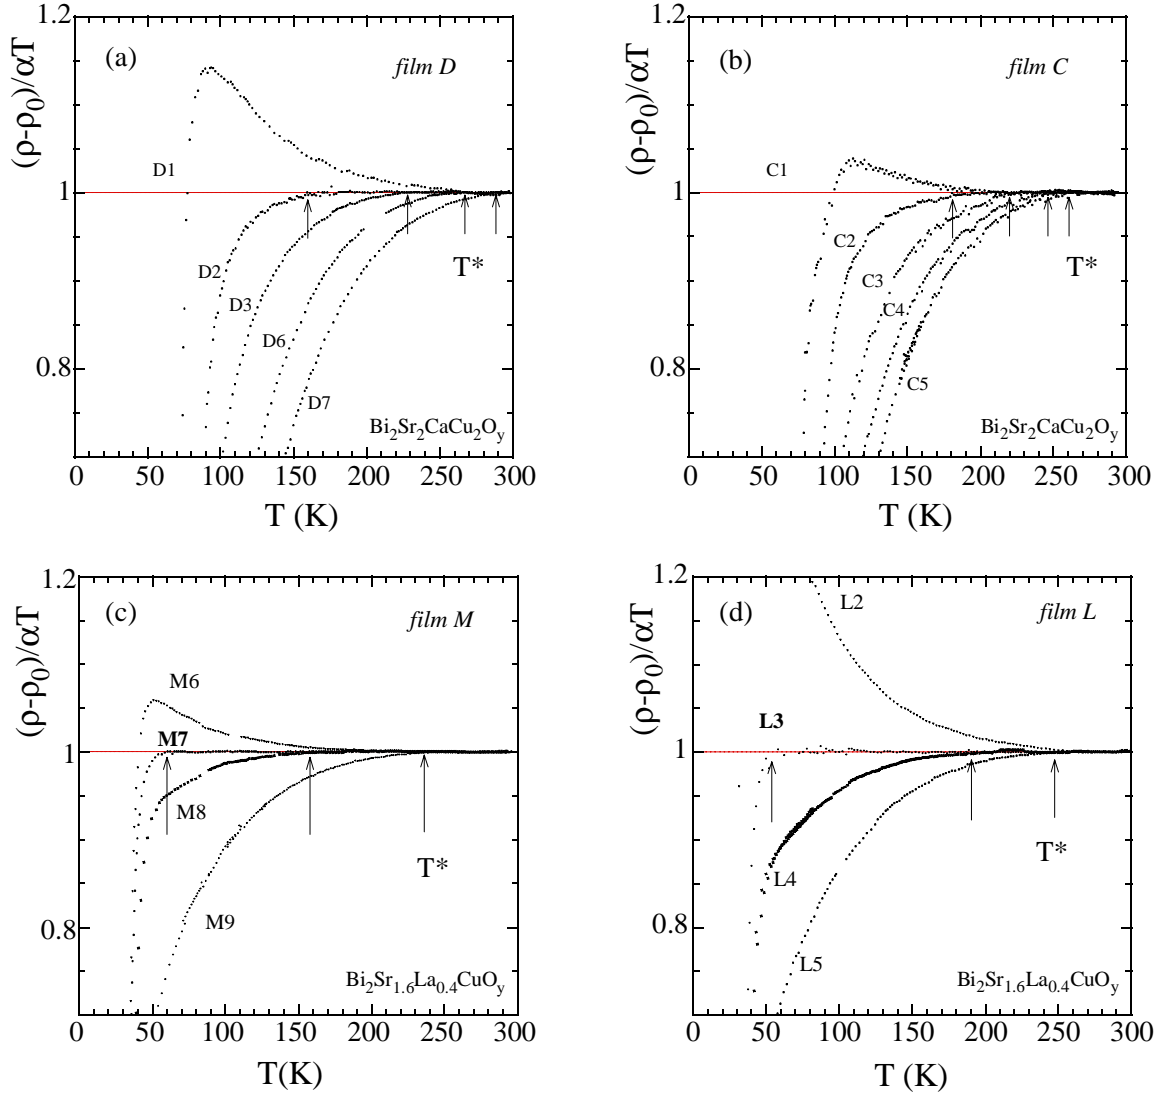 (a)
film D
(ρ-ρ₀)/αT
1.2
1
0.8
D1
D2
D3
D6
D7
T*
Bi₂Sr₂CaCu₂Oy
0 50 100 150 200 250 300
T (K)
(b)
film C
(ρ-ρ₀)/αT
1.2
1
0.8
C1
C2
C3
C4
C5
T*
Bi₂Sr₂CaCu₂Oy
0 50 100 150 200 250 300
T (K)
(c)
film M
(ρ-ρ₀)/αT
1.2
1
0.8
M6
M7
M8
M9
T*
Bi₂Sr₁.₆La₀.₄CuOy
0 50 100 150 200 250 300
T(K)
(d)
film L
(ρ-ρ₀)/αT
1.2
1
0.8
L2
L3
L4
L5
T*
Bi₂Sr₁.₆La₀.₄CuOy
0 50 100 150 200 250 300
T (K)